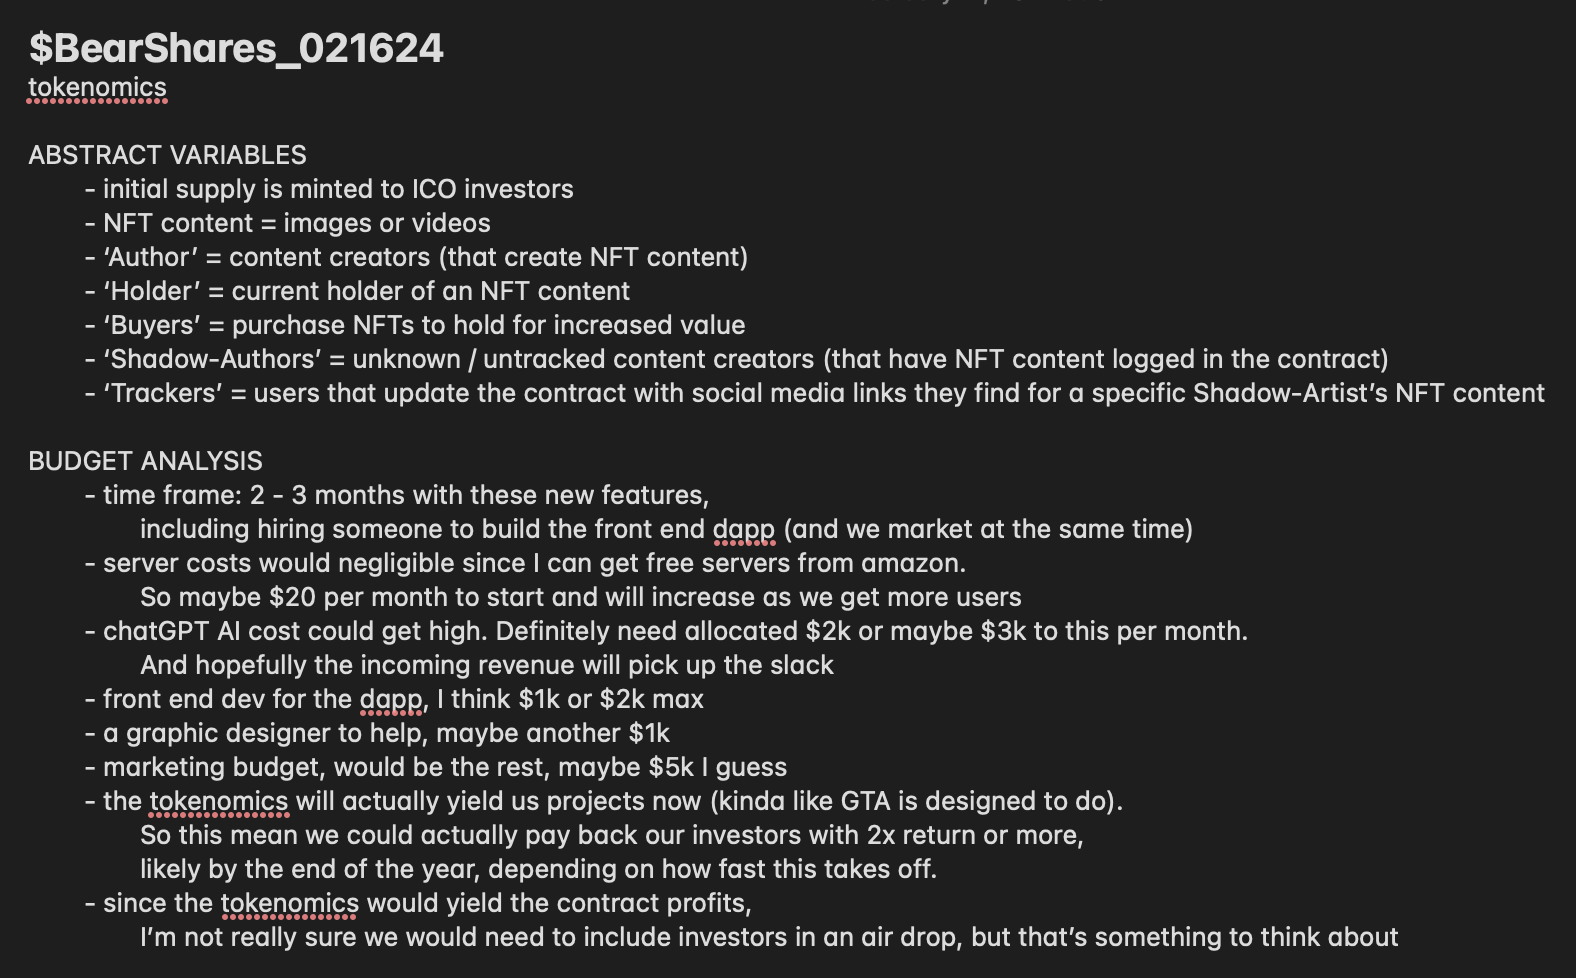 $BearShares_021624
tokenomics
ABSTRACT VARIABLES
- initial supply is minted to ICO investors
- NFT content = images or videos
- ‘Author’ = content creators (that create NFT content)
- ‘Holder’ = current holder of an NFT content
- ‘Buyers’ = purchase NFTs to hold for increased value
- ‘Shadow-Authors’ = unknown / untracked content creators (that have NFT content logged in the contract)
- ‘Trackers’ = users that update the contract with social media links they find for a specific Shadow-Artist’s NFT content
BUDGET ANALYSIS
- time frame: 2 - 3 months with these new features,
including hiring someone to build the front end dapp (and we market at the same time)
- server costs would negligible since I can get free servers from amazon.
So maybe $20 per month to start and will increase as we get more users
- chatGPT AI cost could get high. Definitely need allocated $2k or maybe $3k to this per month.
And hopefully the incoming revenue will pick up the slack
- front end dev for the dapp, I think $1k or $2k max
- a graphic designer to help, maybe another $1k
- marketing budget, would be the rest, maybe $5k I guess
- the tokenomics will actually yield us projects now (kinda like GTA is designed to do).
So this mean we could actually pay back our investors with 2x return or more,
likely by the end of the year, depending on how fast this takes off.
- since the tokenomics would yield the contract profits,
I’m not really sure we would need to include investors in an air drop, but that’s something to think about